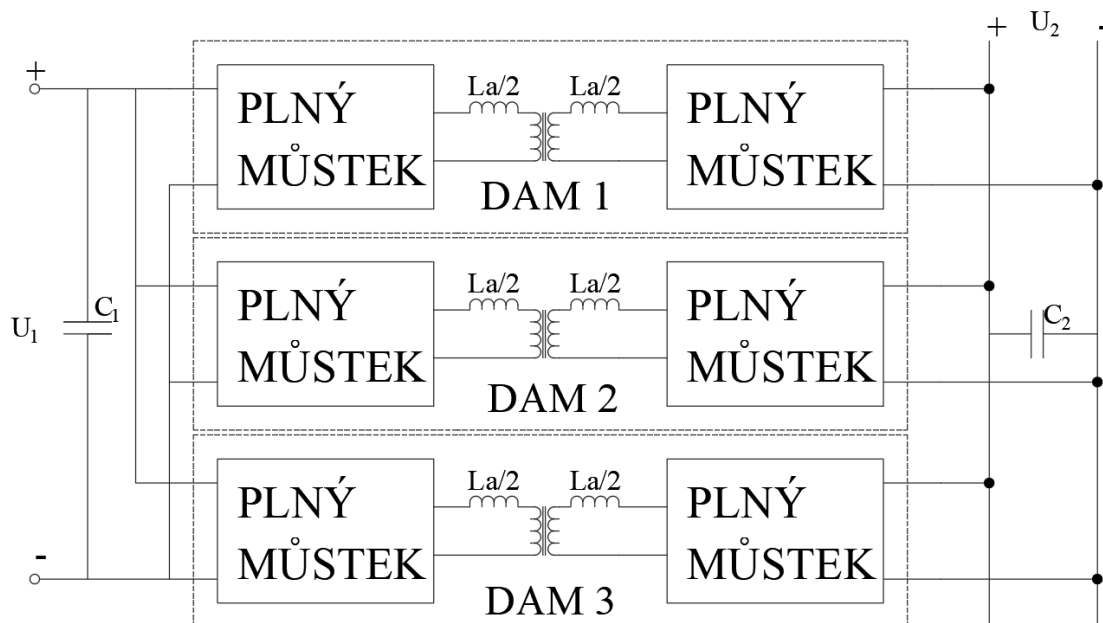 + U₂ -
+
PLNÝ
MŮSTEK
La/2 La/2
DAM 1
PLNÝ
MŮSTEK
U₁ C₁
PLNÝ
MŮSTEK
La/2 La/2
DAM 2
PLNÝ
MŮSTEK
C₂
-
PLNÝ
MŮSTEK
La/2 La/2
DAM 3
PLNÝ
MŮSTEK